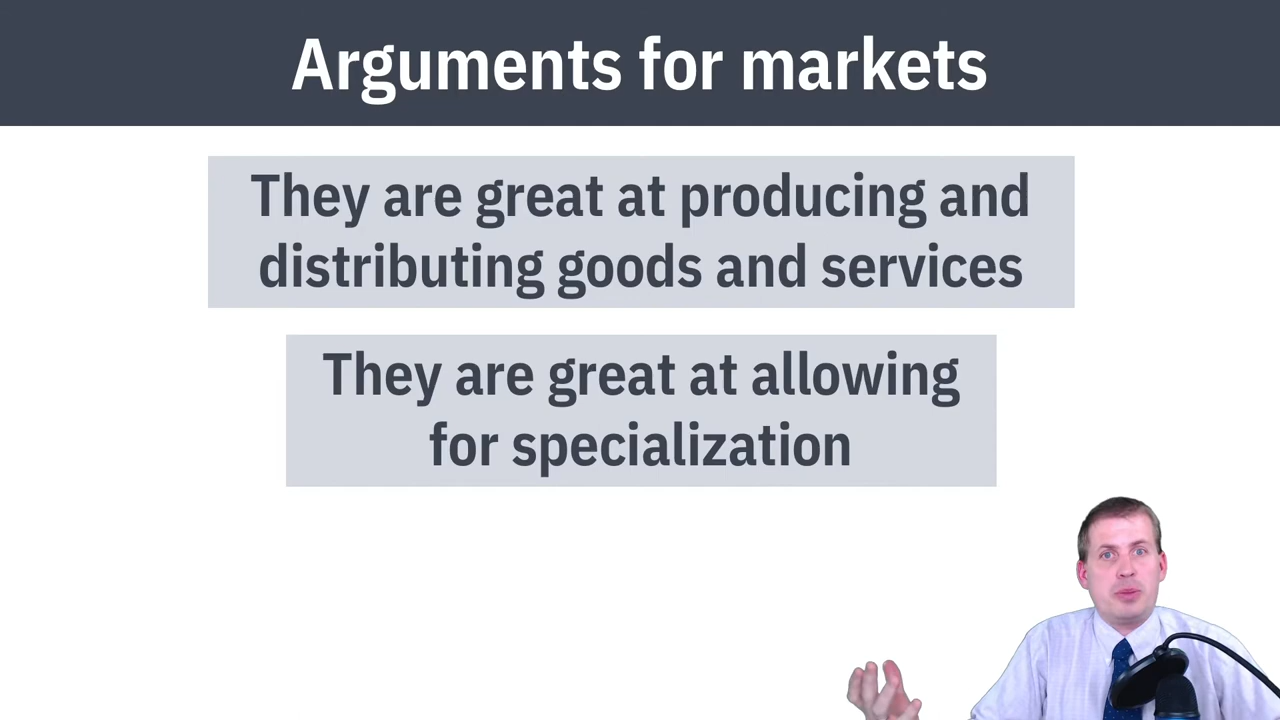 Arguments for markets
They are great at producing and
distributing goods and services
They are great at allowing
for specialization